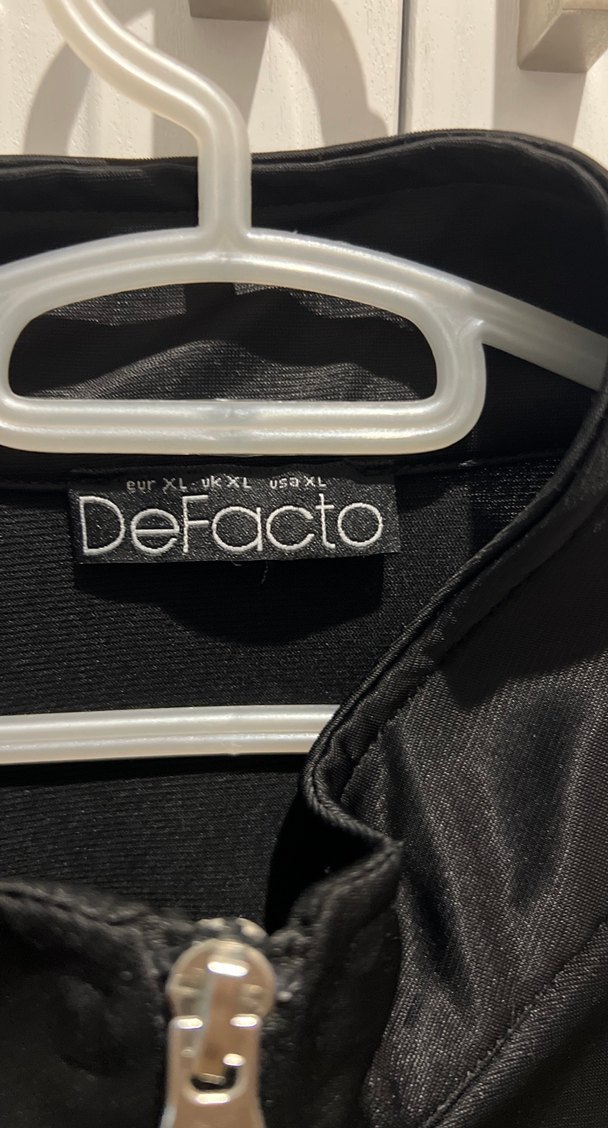 eur XL. uk XL usa XL
DeFacto